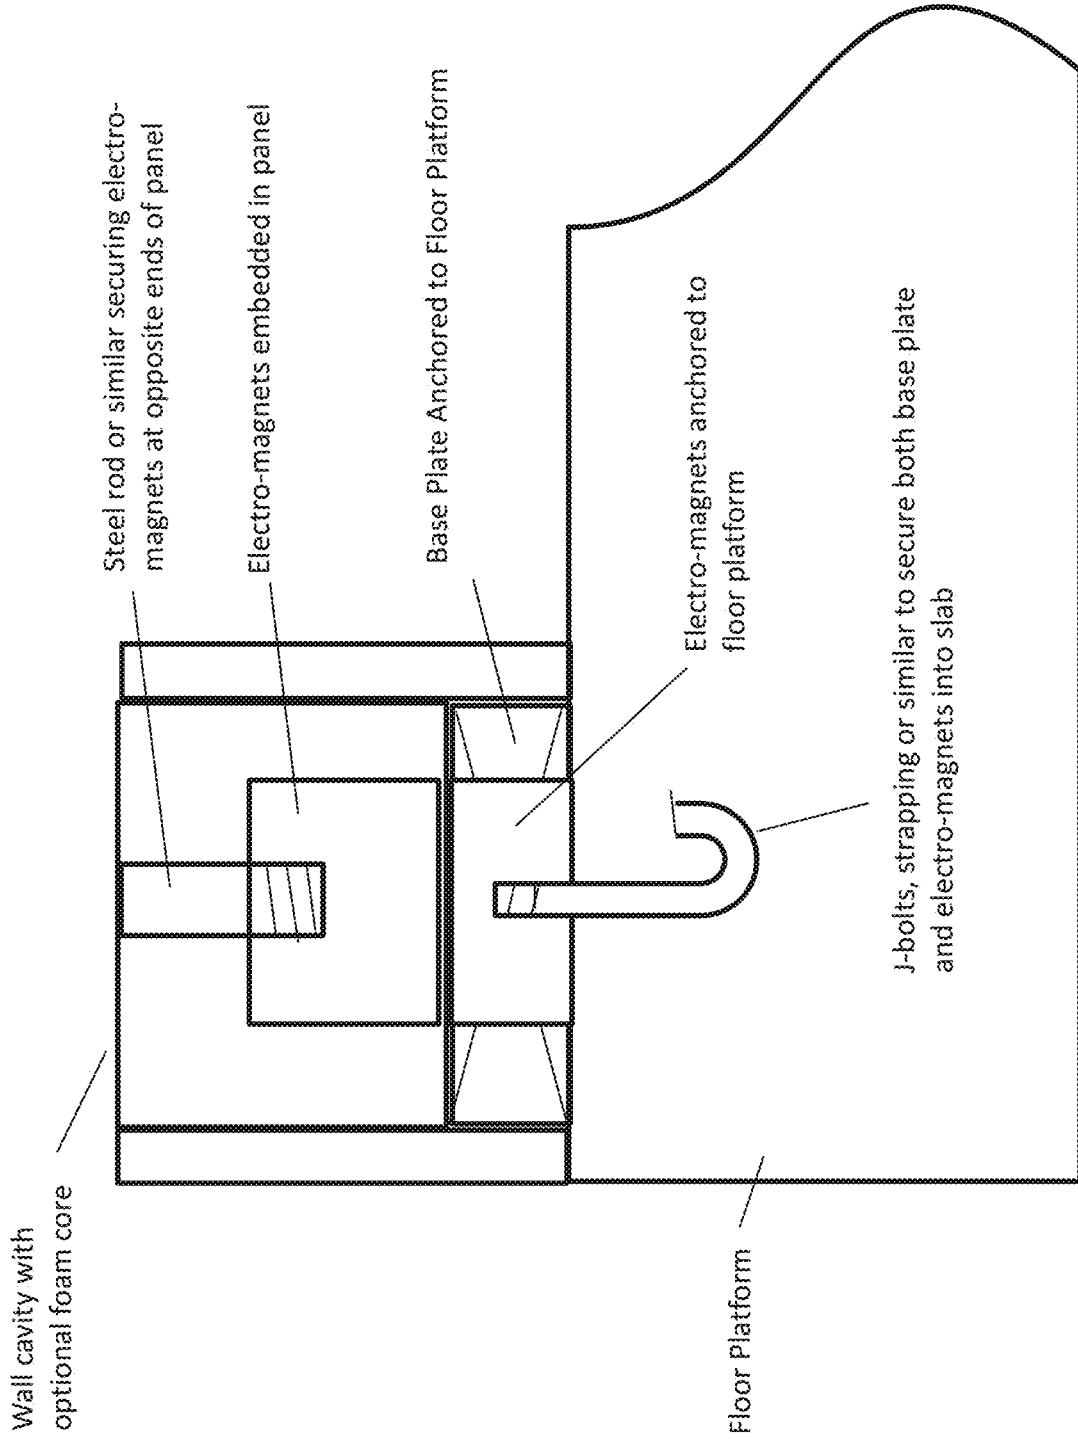 Wall cavity with
optional foam core
Steel rod or similar securing electro-
magnets at opposite ends of panel
Electro-magnets embedded in panel
Base Plate Anchored to Floor Platform
Electro-magnets anchored to
floor platform
Floor Platform
J-bolts, strapping or similar to secure both base plate
and electro-magnets into slab